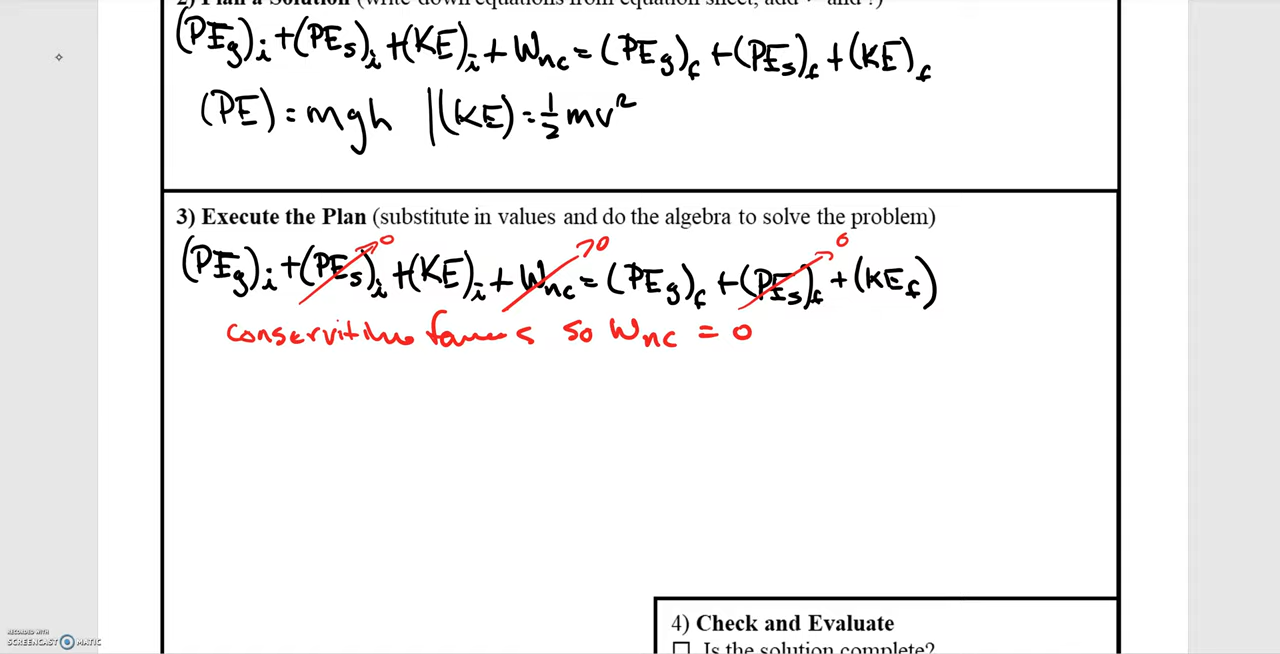 2) Plan a Solution (write down equations from equation sheet, add
(PEg)i + (PEs)i + (KE)i + Wnc = (PEg)f + (PEs)f + (KE)f
(PE) = mgh | (KE) = 1/2 mv²
3) Execute the Plan (substitute in values and do the algebra to solve the problem)
0 0 0
(PEg)i + (PEs)i + (KE)i + Wnc = (PEg)f + (PEs)f + (KEf)
so Wnc = 0
4) Check and Evaluate
Is the solution complete?
RECORDED WITH
SCREENCAST MATIC